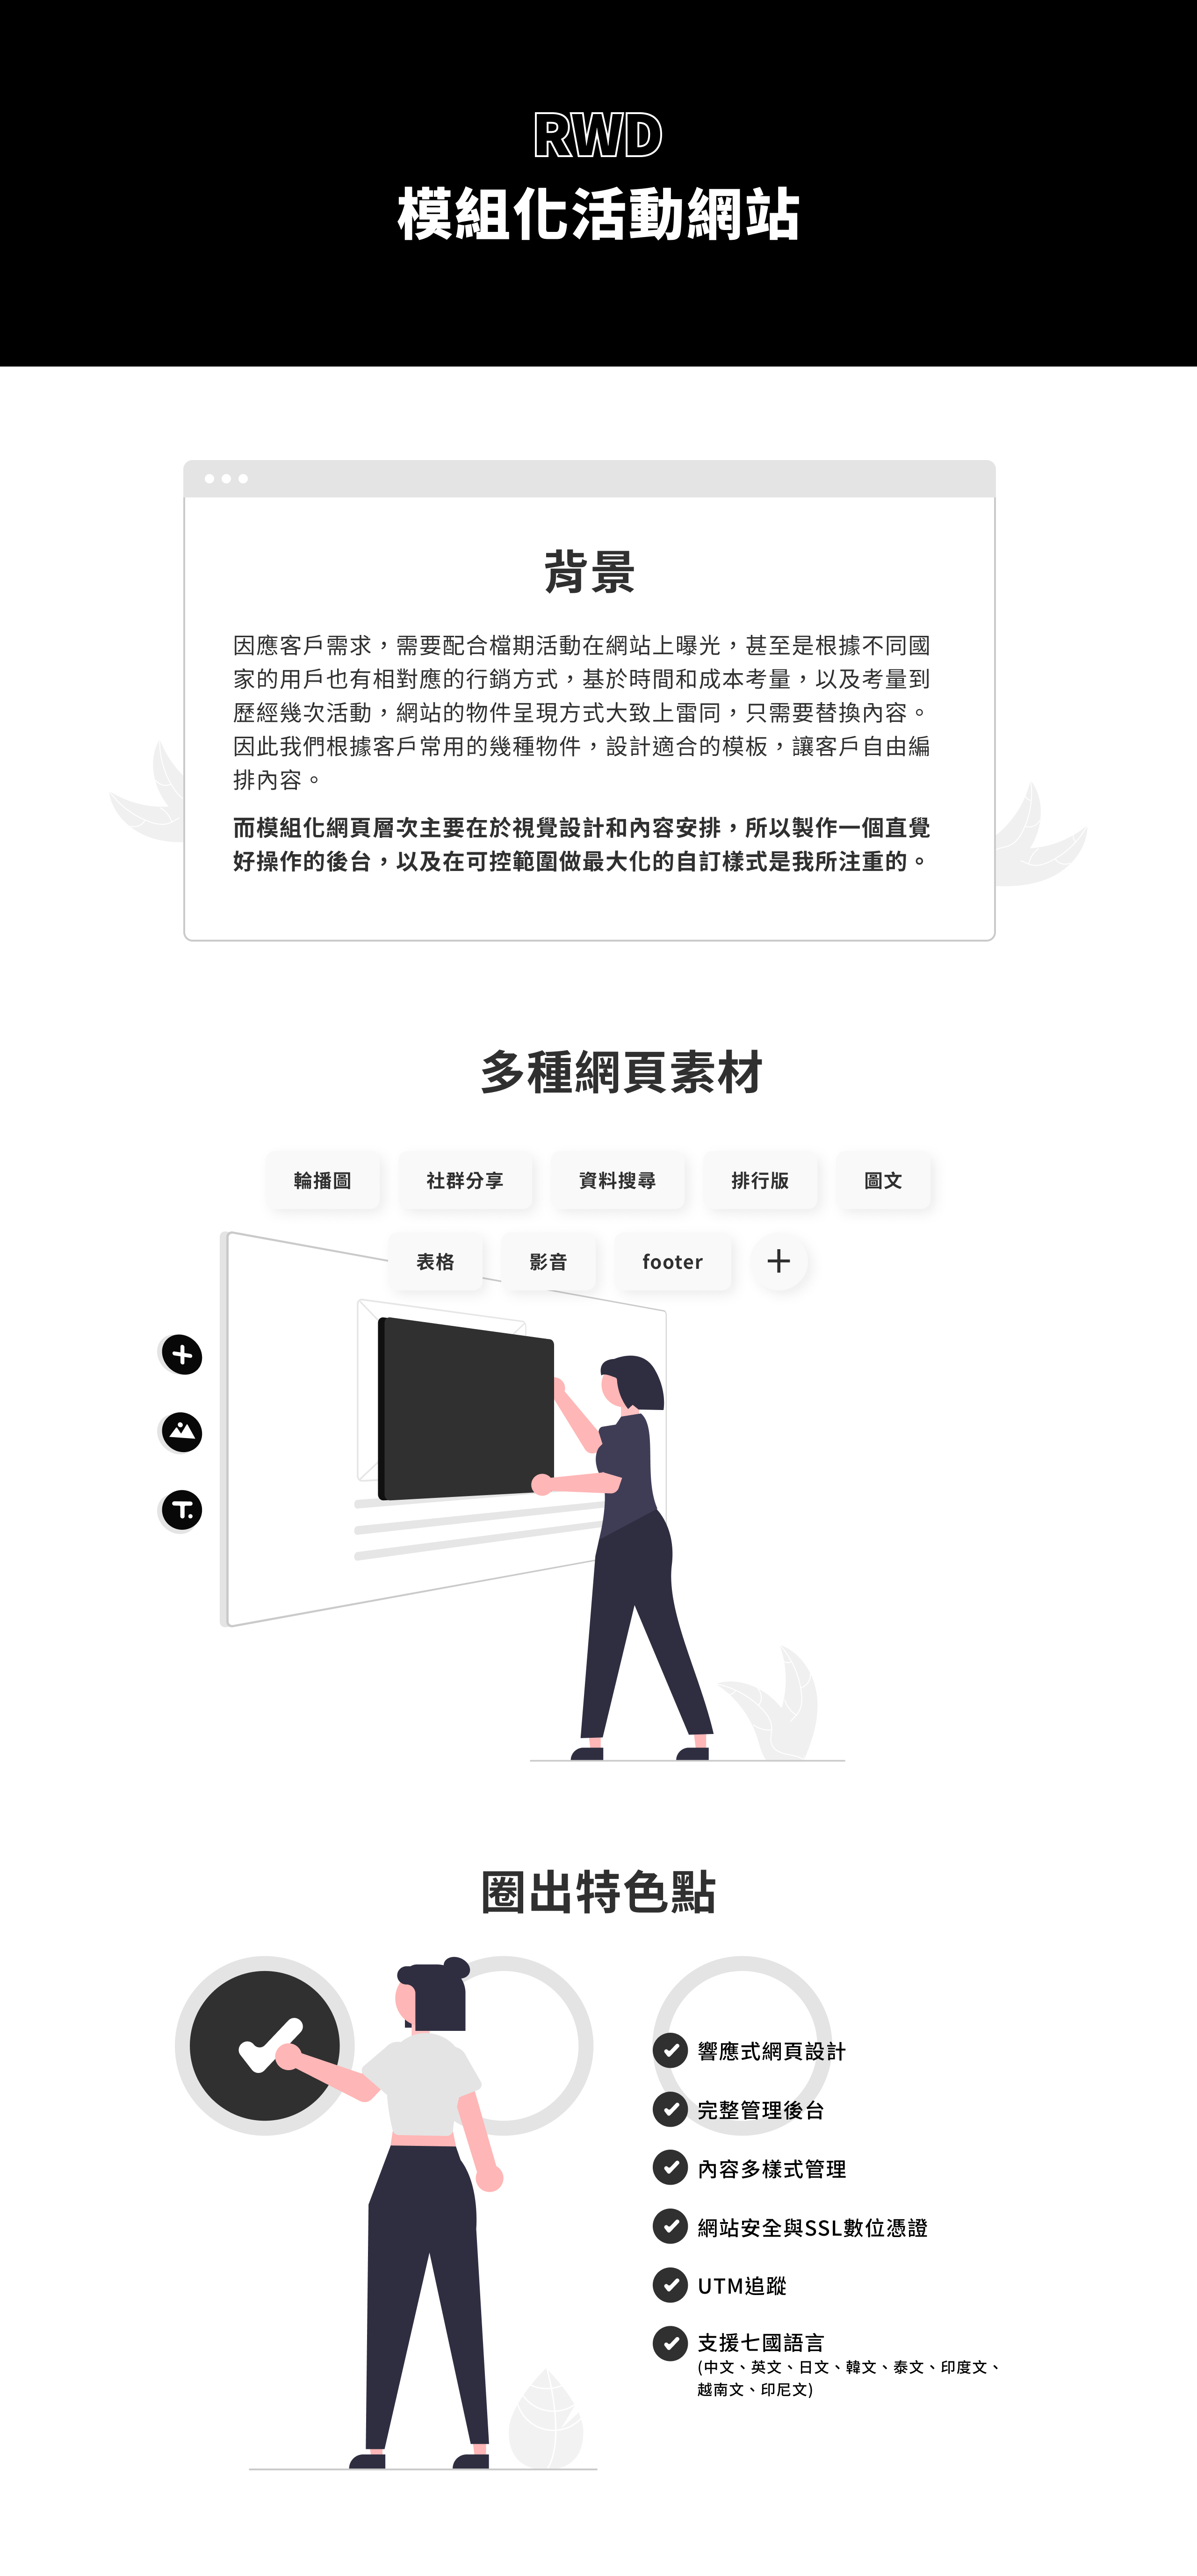 RWD
模組化活動網站
背景
因應客戶需求，需要配合檔期活動在網站上曝光，甚至是根據不同國
家的用戶也有相對應的行銷方式，基於時間和成本考量，以及考量到
歷經幾次活動，網站的物件呈現方式大致上雷同，只需要替換內容。
因此我們根據客戶常用的幾種物件，設計適合的模板，讓客戶自由編
排內容。
而模組化網頁層次主要在於視覺設計和內容安排，所以製作一個直覺
好操作的後台，以及在可控範圍做最大化的自訂樣式是我所注重的。
多種網頁素材
輪播圖
社群分享
資料搜尋
排行版
圖文
表格
影音
footer
T.
圈出特色點
響應式網頁設計
完整管理後台
內容多樣式管理
網站安全與SSL數位憑證
UTM追蹤
支援七國語言
(中文、英文、日文、韓文、泰文、印度文、
越南文、印尼文)